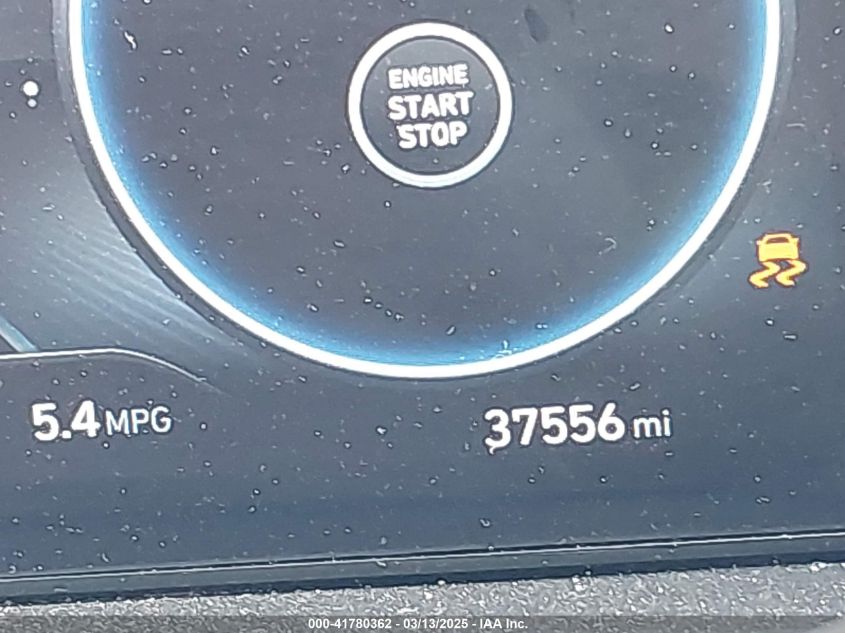 ENGINE
START
STOP
5.4 MPG
37556 mi
000-41780362 - 03/13/2025 - IAA Inc.